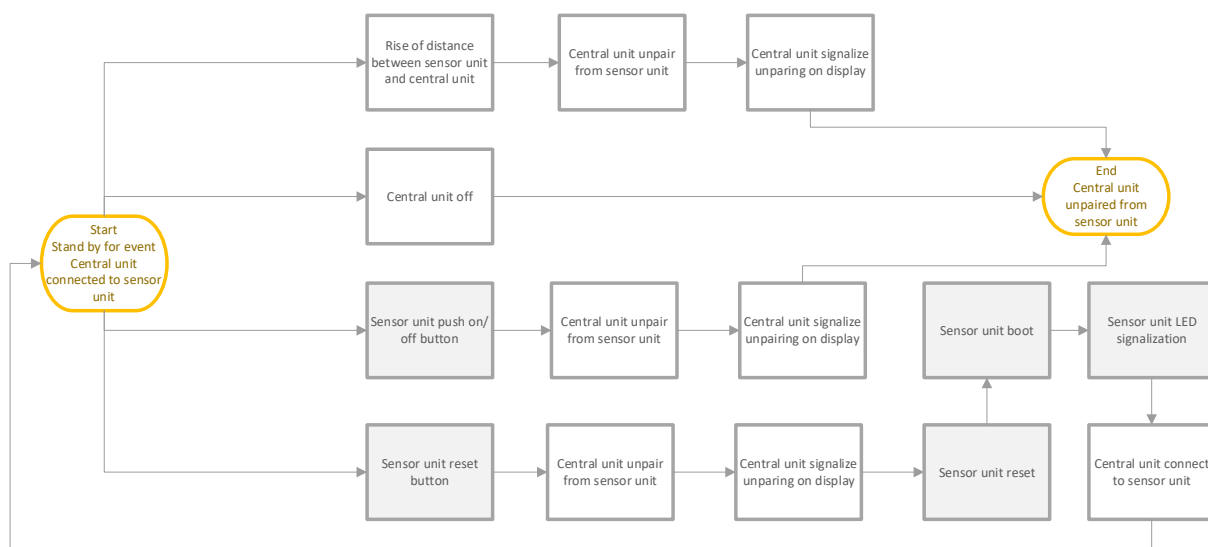 Rise of distance
between sensor unit
and central unit
Central unit unpair
from sensor unit
Central unit signalize
unparing on display
Central unit off
End
Central unit
unpaired from
sensor unit
Start
Stand by for event
Central unit
connected to sensor
unit
Sensor unit push on/
off button
Central unit unpair
from sensor unit
Central unit signalize
unpairing on display
Sensor unit boot
Sensor unit LED
signalization
Sensor unit reset
button
Central unit unpair
from sensor unit
Central unit signalize
unparing on display
Sensor unit reset
Central unit connect
to sensor unit